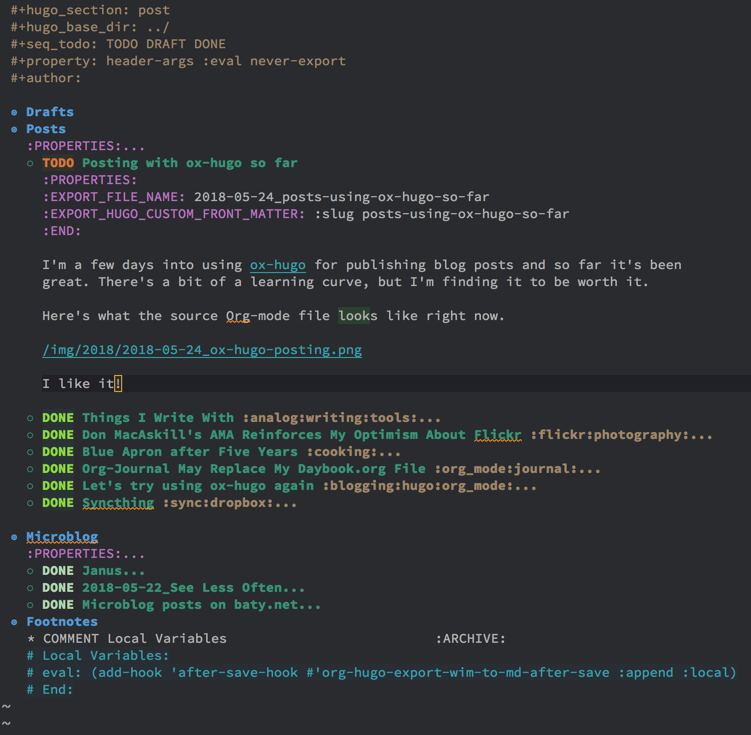 #+hugo_section: post
#+hugo_base_dir: ../
#+seq_todo: TODO DRAFT DONE
#+property: header-args :eval never-export
#+author:
Drafts
Posts
:PROPERTIES:...
TODO Posting with ox-hugo so far
:PROPERTIES:
:EXPORT_FILE_NAME: 2018-05-24_posts-using-ox-hugo-so-far
:EXPORT_HUGO_CUSTOM_FRONT_MATTER: :slug posts-using-ox-hugo-so-far
:END:
I'm a few days into using ox-hugo for publishing blog posts and so far it's been
great. There's a bit of a learning curve, but I'm finding it to be worth it.
Here's what the source Org-mode file looks like right now.
/img/2018/2018-05-24_ox-hugo-posting.png
I like it!
DONE Things I Write With :analog:writing:tools:...
DONE Don MacAskill's AMA Reinforces My Optimism About Flickr :flickr:photography:...
DONE Blue Apron after Five Years :cooking:...
DONE Org-Journal May Replace My Daybook.org File :org_mode:journal:...
DONE Let's try using ox-hugo again :blogging:hugo:org_mode:...
DONE Syncthing :sync:dropbox:...
Microblog
:PROPERTIES:...
DONE Janus...
DONE 2018-05-22_See Less Often...
DONE Microblog posts on baty.net...
Footnotes
* COMMENT Local Variables :ARCHIVE:
# Local Variables:
# eval: (add-hook 'after-save-hook #'org-hugo-export-wim-to-md-after-save :append :local)
# End:
~
~